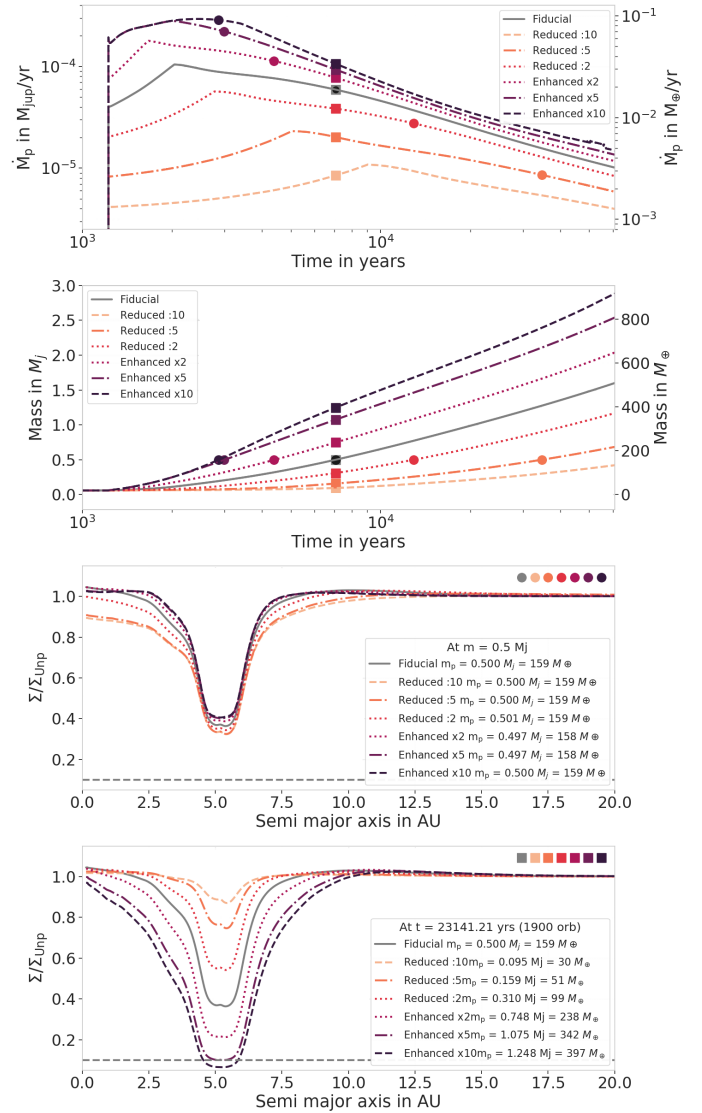 Ṁp in Mjup/yr
10⁻⁴
10⁻⁵
Fiducial
Reduced :10
Reduced :5
Reduced :2
Enhanced x2
Enhanced x5
Enhanced x10
10⁻¹
10⁻²
10⁻³
Ṁp in M⊕/yr
10³
10⁴
Time in years
Mass in Mj
3.0
2.5
2.0
1.5
1.0
0.5
0.0
Fiducial
Reduced :10
Reduced :5
Reduced :2
Enhanced x2
Enhanced x5
Enhanced x10
800
600
400
200
0
Mass in M⊕
10³
10⁴
Time in years
Σ/ΣUnp
1.0
0.8
0.6
0.4
0.2
At m = 0.5 Mj
Fiducial mp = 0.500 Mj = 159 M⊕
Reduced :10 mp = 0.500 Mj = 159 M⊕
Reduced :5 mp = 0.500 Mj = 159 M⊕
Reduced :2 mp = 0.501 Mj = 159 M⊕
Enhanced x2 mp = 0.497 Mj = 158 M⊕
Enhanced x5 mp = 0.497 Mj = 158 M⊕
Enhanced x10 mp = 0.500 Mj = 159 M⊕
0.0 2.5 5.0 7.5 10.0 12.5 15.0 17.5 20.0
Semi major axis in AU
Σ/ΣUnp
1.0
0.8
0.6
0.4
0.2
At t = 23141.21 yrs (1900 orb)
Fiducial mp = 0.500 Mj = 159 M⊕
Reduced :10mp = 0.095 Mj = 30 M⊕
Reduced :5mp = 0.159 Mj = 51 M⊕
Reduced :2mp = 0.310 Mj = 99 M⊕
Enhanced x2mp = 0.748 Mj = 238 M⊕
Enhanced x5mp = 1.075 Mj = 342 M⊕
Enhanced x10mp = 1.248 Mj = 397 M⊕
0.0 2.5 5.0 7.5 10.0 12.5 15.0 17.5 20.0
Semi major axis in AU